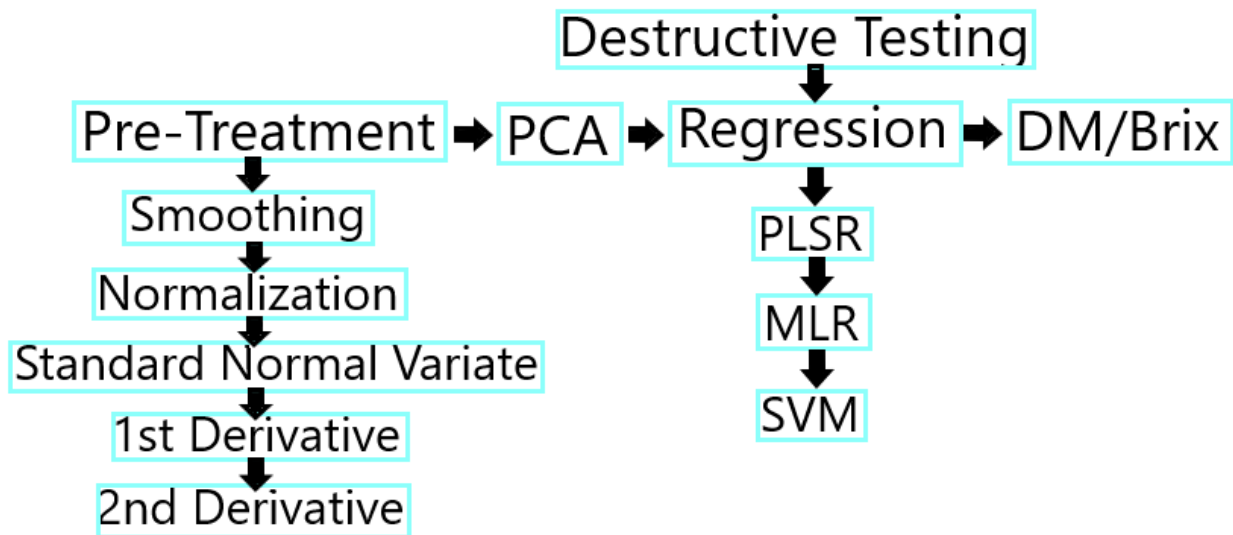 Destructive Testing
Pre-Treatment
PCA
Regression
DM/Brix
Smoothing
Normalization
Standard Normal Variate
1st Derivative
2nd Derivative
PLSR
MLR
SVM